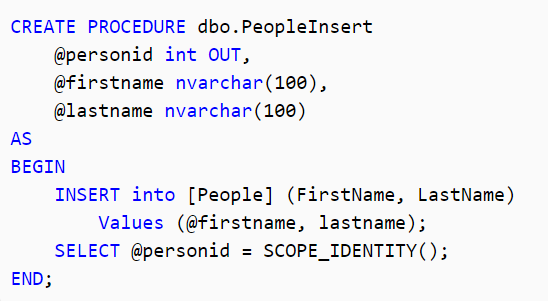 CREATE PROCEDURE dbo.PeopleInsert
    @personid int OUT,
    @firstname nvarchar(100),
    @lastname nvarchar(100)
AS
BEGIN
    INSERT into [People] (FirstName, LastName)
        Values (@firstname, lastname);
    SELECT @personid = SCOPE_IDENTITY();
END;